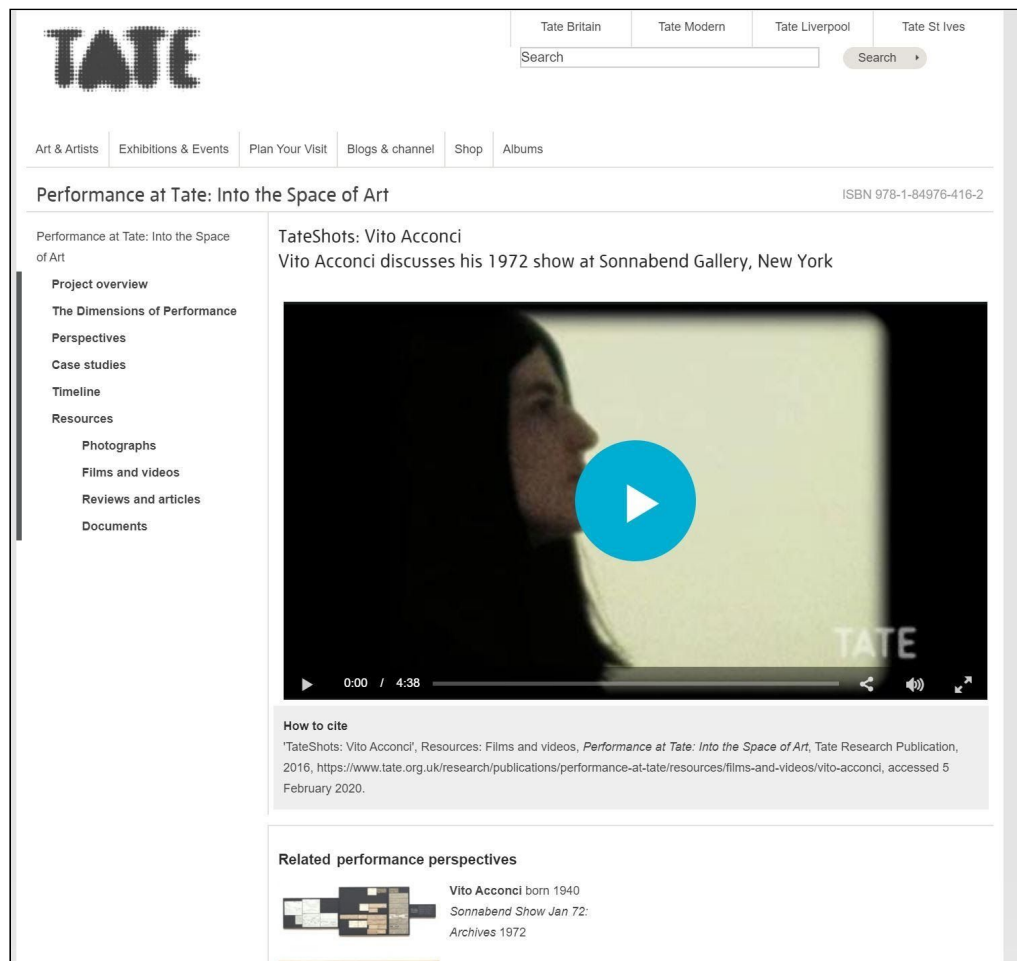 TATE
Tate Britain
Tate Modern
Tate Liverpool
Tate St Ives
Search
Search
Art & Artists
Exhibitions & Events
Plan Your Visit
Blogs & channel
Shop
Albums
Performance at Tate: Into the Space of Art
ISBN 978-1-84976-416-2
Performance at Tate: Into the Space
of Art
Project overview
The Dimensions of Performance
Perspectives
Case studies
Timeline
Resources
Photographs
Films and videos
Reviews and articles
Documents
TateShots: Vito Acconci
Vito Acconci discusses his 1972 show at Sonnabend Gallery, New York
TATE
0:00 / 4:38
How to cite
'TateShots: Vito Acconci', Resources: Films and videos, Performance at Tate: Into the Space of Art, Tate Research Publication,
2016, https://www.tate.org.uk/research/publications/performance-at-tate/resources/films-and-videos/vito-acconci, accessed 5
February 2020.
Related performance perspectives
Vito Acconci born 1940
Sonnabend Show Jan 72:
Archives 1972